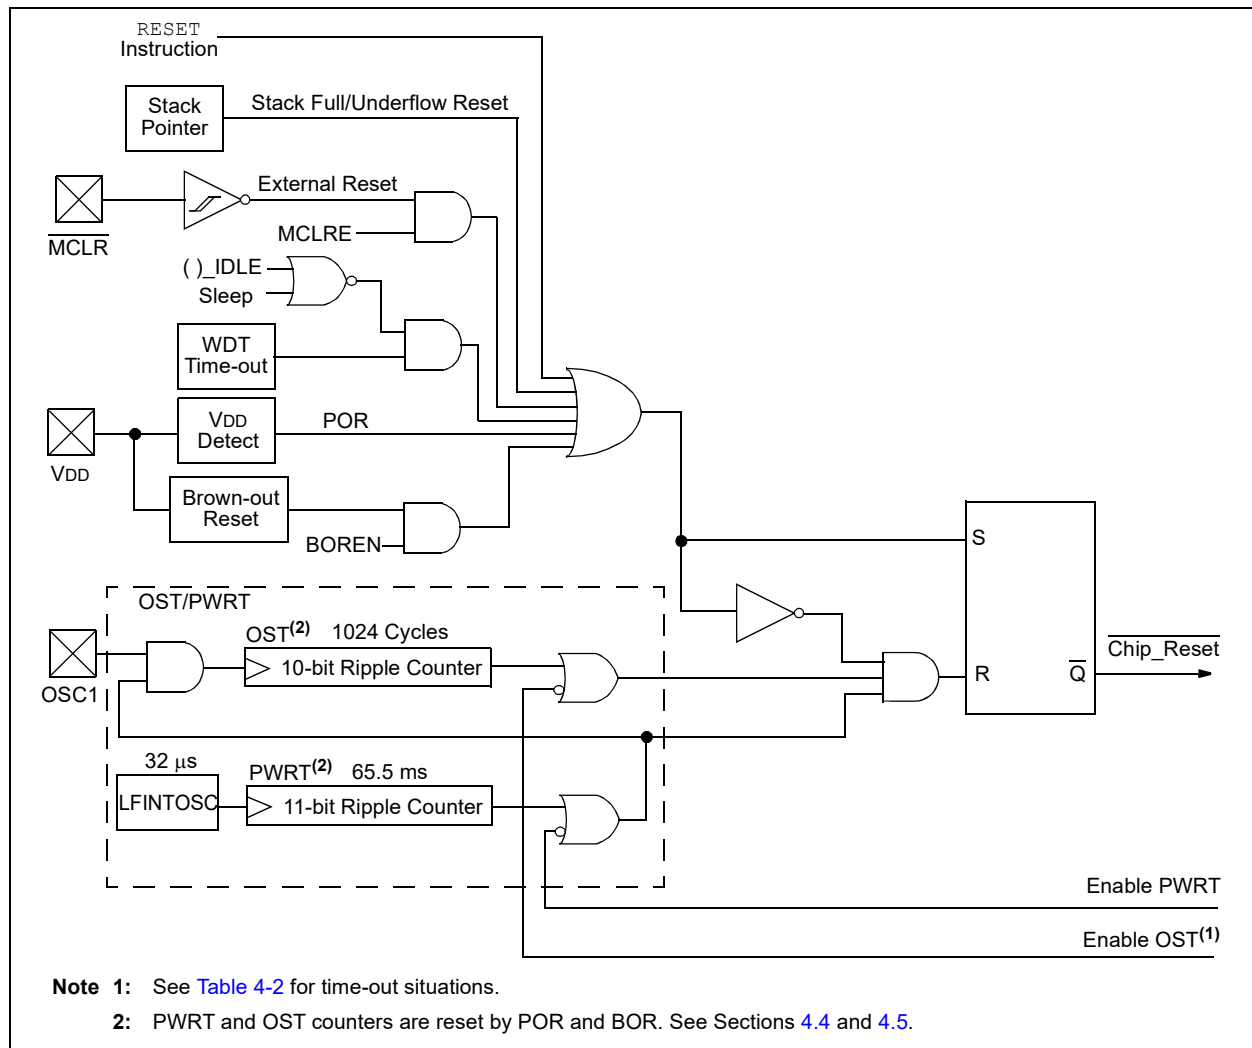 RESET
Instruction
Stack
Pointer
Stack Full/Underflow Reset
External Reset
MCLR
MCLRE
( )_IDLE
Sleep
WDT
Time-out
VDD
Detect
POR
VDD
Brown-out
Reset
BOREN
S
OST/PWRT
OST(2) 1024 Cycles
10-bit Ripple Counter
OSC1
Chip_Reset
R
Q
32 μs
LFINTOSC
PWRT(2) 65.5 ms
11-bit Ripple Counter
Enable PWRT
Enable OST(1)
Note 1: See Table 4-2 for time-out situations.
2: PWRT and OST counters are reset by POR and BOR. See Sections 4.4 and 4.5.